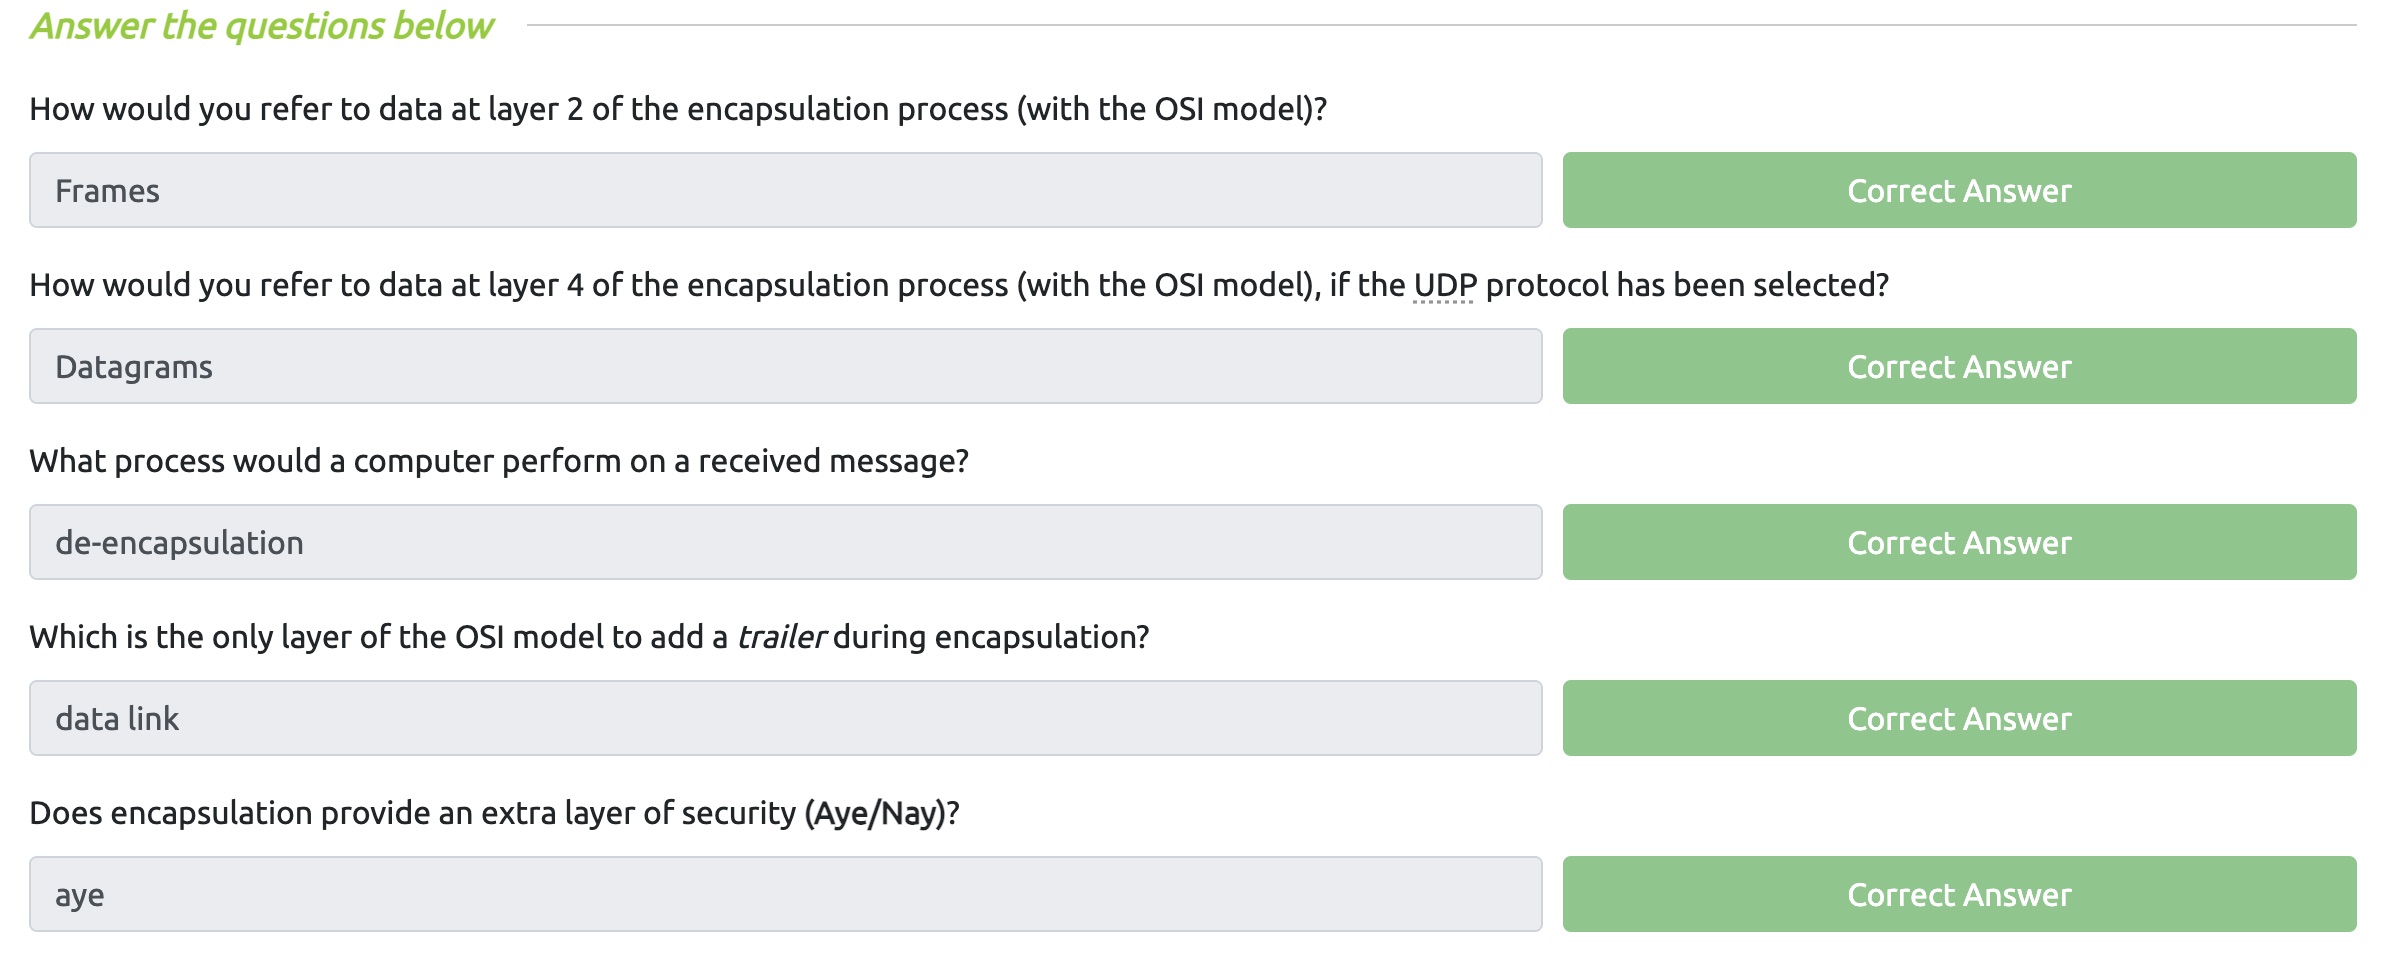 Answer the questions below
How would you refer to data at layer 2 of the encapsulation process (with the OSI model)?
Frames
Correct Answer
How would you refer to data at layer 4 of the encapsulation process (with the OSI model), if the UDP protocol has been selected?
Datagrams
Correct Answer
What process would a computer perform on a received message?
de-encapsulation
Correct Answer
Which is the only layer of the OSI model to add a trailer during encapsulation?
data link
Correct Answer
Does encapsulation provide an extra layer of security (Aye/Nay)?
aye
Correct Answer